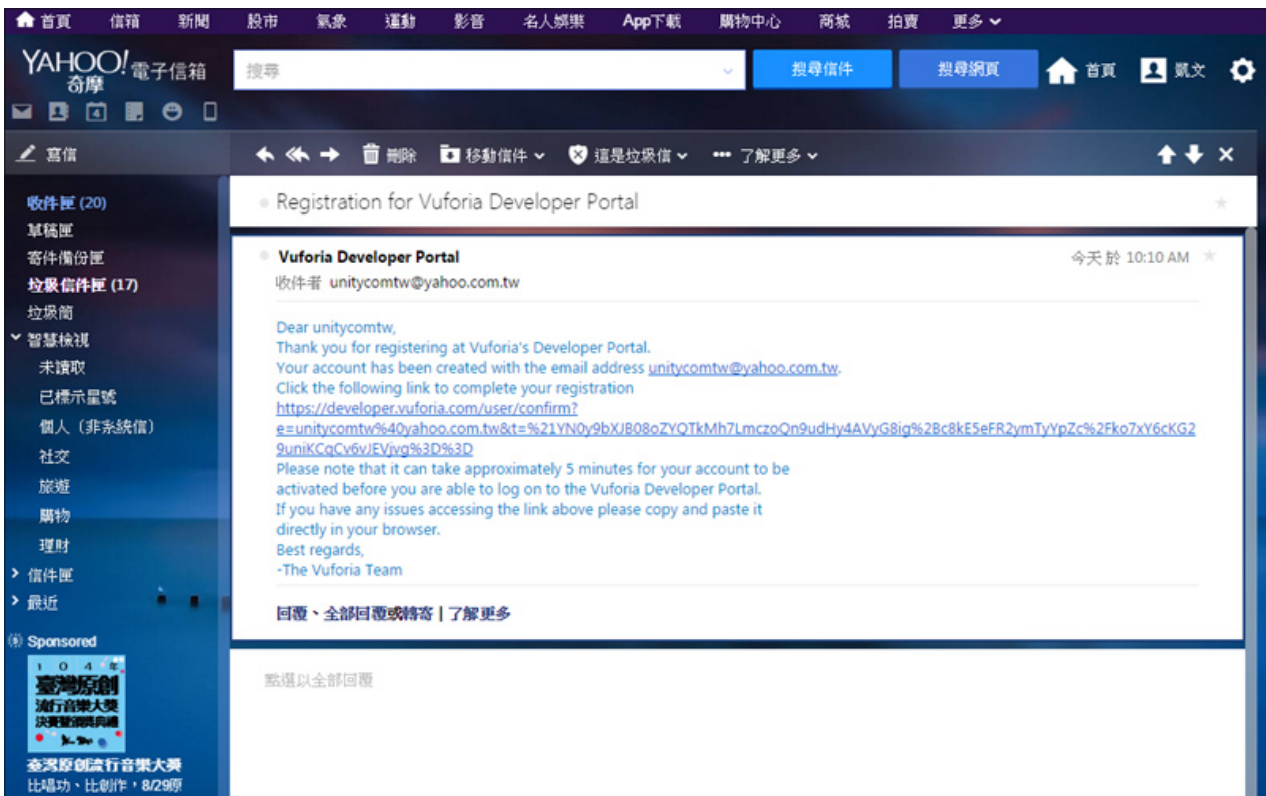 首頁 信箱 新聞 股市 氣象 運動 影音 名人娛樂 App下載 購物中心 商城 拍賣 更多
YAHOO! 奇摩 電子信箱
搜尋
搜尋信件
搜尋網頁
首頁
凱文
4
寫信
刪除 移動信件 這是垃圾信 ••• 了解更多
收件匣 (20)
草稿匣
寄件備份匣
垃圾信件匣 (17)
垃圾筒
智慧檢視
未讀取
已標示星號
個人（非系統信）
社交
旅遊
購物
理財
信件匣
最近
Sponsored
104年
臺灣原創
流行音樂大獎
決賽暨頒獎典禮
臺灣原創流行音樂大獎
比唱功、比創作，8/29原
Registration for Vuforia Developer Portal
Vuforia Developer Portal
今天於 10:10 AM
收件者 unitycomtw@yahoo.com.tw
Dear unitycomtw,
Thank you for registering at Vuforia's Developer Portal.
Your account has been created with the email address unitycomtw@yahoo.com.tw.
Click the following link to complete your registration
https://developer.vuforia.com/user/confirm?
e=unitycomtw%40yahoo.com.tw&t=%21YN0y9bXJB08oZYQTkMh7LmczoQn9udHy4AVyG8ig%2Bc8kE5eFR2ymTyYpZc%2Fko7xY6cKG2
9uniKCqCv6vJEVjvg%3D%3D
Please note that it can take approximately 5 minutes for your account to be
activated before you are able to log on to the Vuforia Developer Portal.
If you have any issues accessing the link above please copy and paste it
directly in your browser.
Best regards,
-The Vuforia Team
回覆、全部回覆或轉寄 | 了解更多
點選以全部回覆